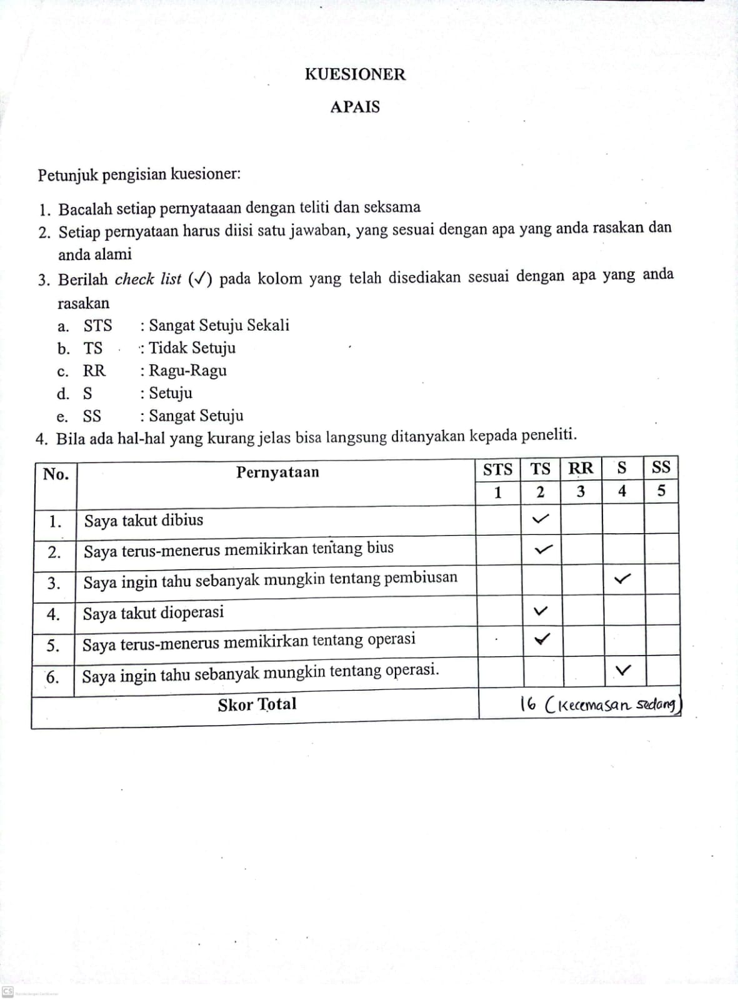 KUESIONER
APAIS
Petunjuk pengisian kuesioner:
1. Bacalah setiap pernyataaan dengan teliti dan seksama
2. Setiap pernyataan harus diisi satu jawaban, yang sesuai dengan apa yang anda rasakan dan
anda alami
3. Berilah check list (✓) pada kolom yang telah disediakan sesuai dengan apa yang anda
rasakan
a. STS : Sangat Setuju Sekali
b. TS : Tidak Setuju
c. RR : Ragu-Ragu
d. S : Setuju
e. SS : Sangat Setuju
4. Bila ada hal-hal yang kurang jelas bisa langsung ditanyakan kepada peneliti.
No. Pernyataan STS TS RR S SS
1 2 3 4 5
1. Saya takut dibius ✓
2. Saya terus-menerus memikirkan tentang bius ✓
3. Saya ingin tahu sebanyak mungkin tentang pembiusan ✓
4. Saya takut dioperasi ✓
5. Saya terus-menerus memikirkan tentang operasi ✓
6. Saya ingin tahu sebanyak mungkin tentang operasi. ✓
Skor Total 16 (Kecemasan sedang)
CS